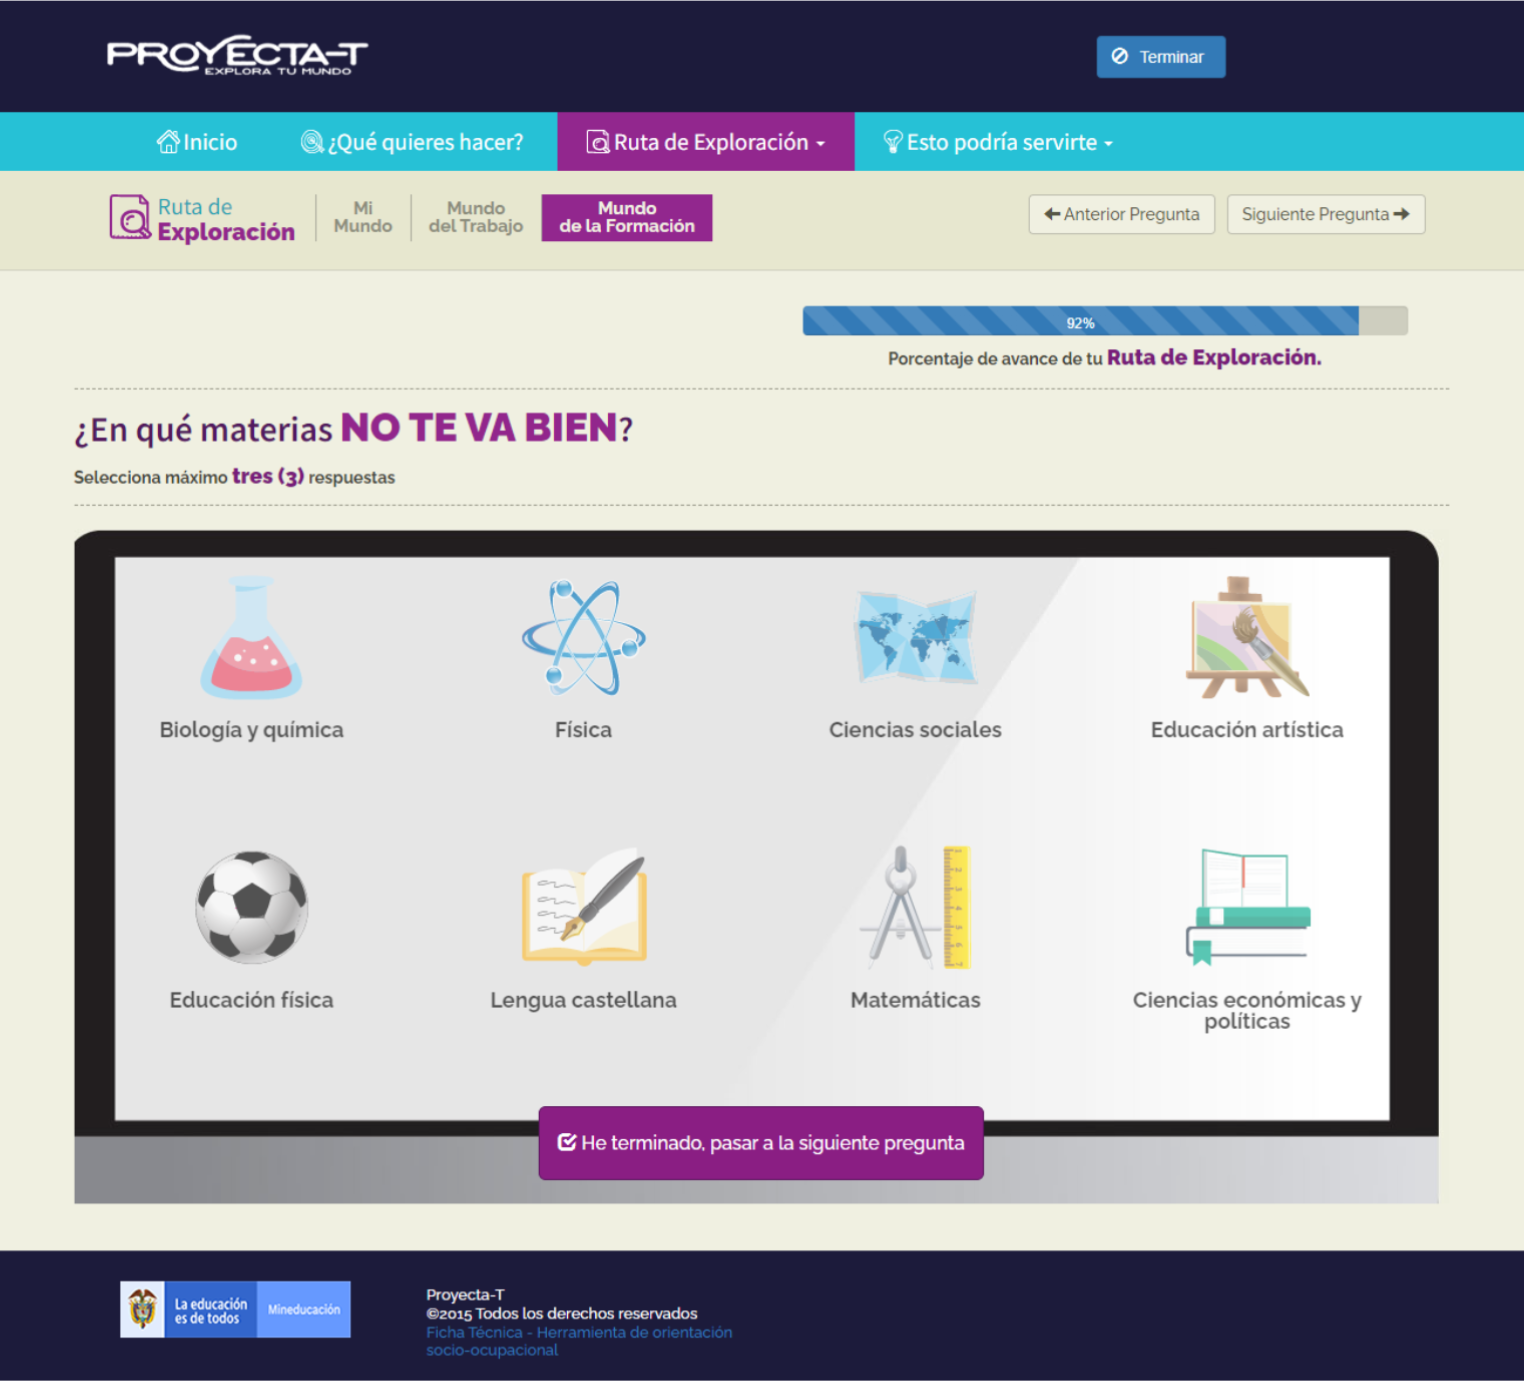 PROYECTA-T
EXPLORA TU MUNDO
Terminar
Inicio
¿Qué quieres hacer?
Ruta de Exploración
Esto podría servirte
Ruta de
Exploración
Mi
Mundo
Mundo
del Trabajo
Mundo
de la Formación
Anterior Pregunta
Siguiente Pregunta
92%
Porcentaje de avance de tu Ruta de Exploración.
¿En qué materias NO TE VA BIEN?
Selecciona máximo tres (3) respuestas
Biología y química
Física
Ciencias sociales
Educación artística
Educación física
Lengua castellana
Matemáticas
Ciencias económicas y
políticas
He terminado, pasar a la siguiente pregunta
La educación
es de todos
Mineducación
Proyecta-T
©2015 Todos los derechos reservados
Ficha Técnica - Herramienta de orientación
socio-ocupacional